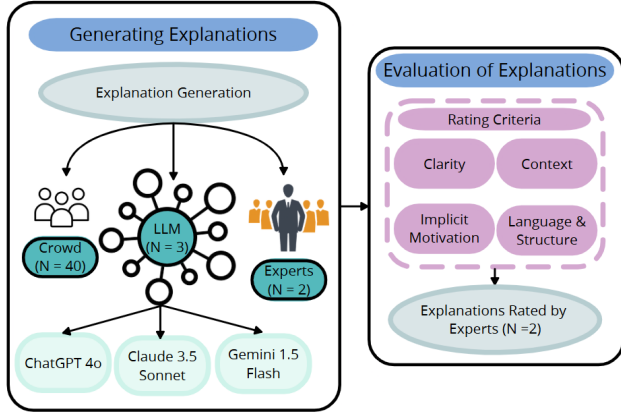 Generating Explanations
Explanation Generation
Crowd
(N = 40)
LLM
(N = 3)
Experts
(N = 2)
ChatGPT 4o
Claude 3.5
Sonnet
Gemini 1.5
Flash
Evaluation of Explanations
Rating Criteria
Clarity
Context
Implicit
Motivation
Language &
Structure
Explanations Rated by
Experts (N =2)